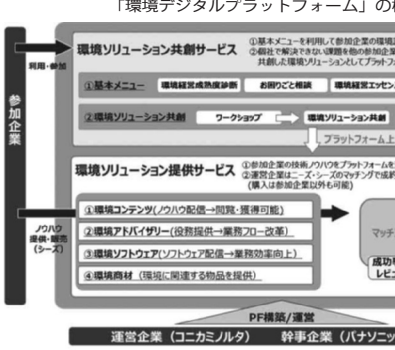 「環境デジタルプラットフォーム」の
環境ソリューション共創サービス
①基本メニューを利用して参加企業の環境
②個社で解決できない課題を他の参加企業
共創した環境ソリューションとしてプラットフ
利用・参加
①基本メニュー 環境経営成熟度診断 お困りごと相談 環境経営エッセン
②環境ソリューション共創 ワークショップ 環境ソリューション共創
参加企業
プラットフォーム上
環境ソリューション提供サービス
①参加企業の技術ノウハウをプラットフォームを
②運営企業はニーズ・シーズのマッチングで成約
(購入は参加企業以外も可能)
①環境コンテンツ(ノウハウ配信→閲覧・獲得可能)
②環境アドバイザリー(役務提供→業務フロー改革)
③環境ソフトウェア(ソフトウェア配信→業務効率向上)
④環境商材 (環境に関連する物品を提供)
ノウハウ
提供・販売
(シーズ)
マッチ
成功
レビ
PF構築/運営
運営企業 (コニカミノルタ) 幹事企業 (パナソニッ